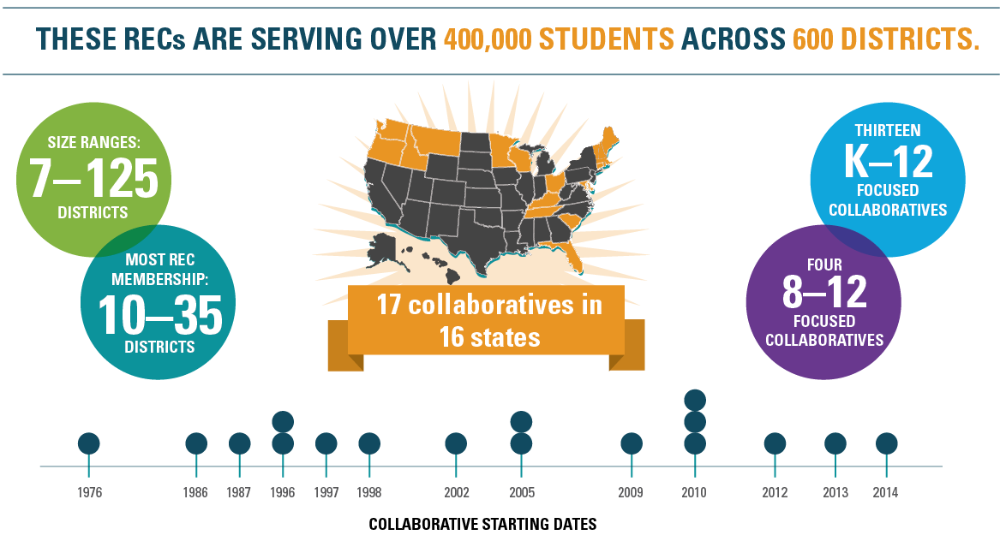 THESE RECs ARE SERVING OVER 400,000 STUDENTS ACROSS 600 DISTRICTS.
SIZE RANGES:
7–125
DISTRICTS
MOST REC
MEMBERSHIP:
10–35
DISTRICTS
17 collaboratives in
16 states
THIRTEEN
K–12
FOCUSED
COLLABORATIVES
FOUR
8–12
FOCUSED
COLLABORATIVES
1976 1986 1987 1996 1997 1998 2002 2005 2009 2010 2012 2013 2014
COLLABORATIVE STARTING DATES